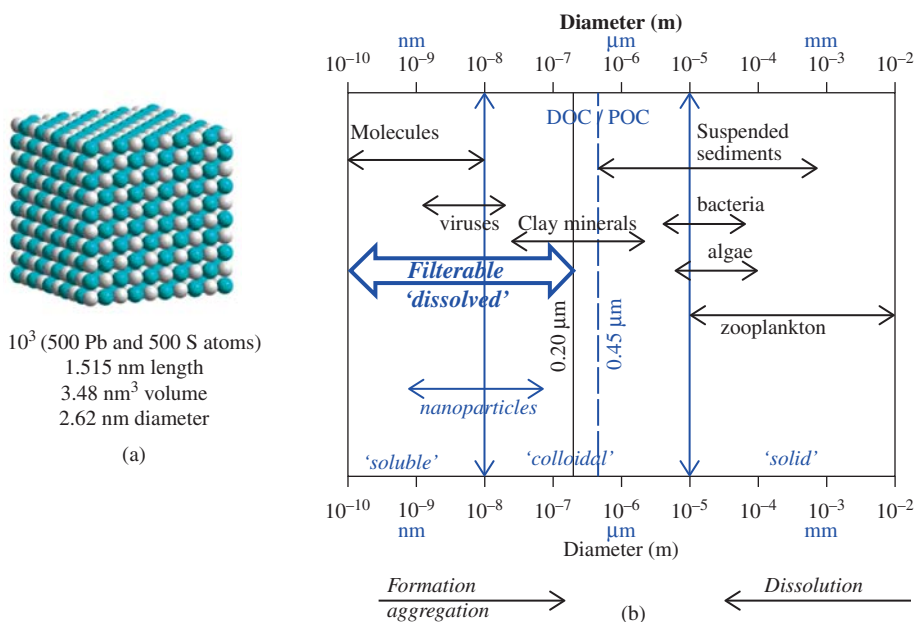 10³ (500 Pb and 500 S atoms)
1.515 nm length
3.48 nm³ volume
2.62 nm diameter
(a)
Diameter (m)
nm μm mm
10⁻¹⁰ 10⁻⁹ 10⁻⁸ 10⁻⁷ 10⁻⁶ 10⁻⁵ 10⁻⁴ 10⁻³ 10⁻²
DOC / POC
Molecules
Suspended
sediments
viruses
Clay minerals
bacteria
algae
Filterable
‘dissolved’
0.20 μm
0.45 μm
zooplankton
nanoparticles
‘soluble’ ‘colloidal’ ‘solid’
10⁻¹⁰ 10⁻⁹ 10⁻⁸ 10⁻⁷ 10⁻⁶ 10⁻⁵ 10⁻⁴ 10⁻³ 10⁻²
nm μm mm
Diameter (m)
Formation
aggregation
Dissolution
(b)